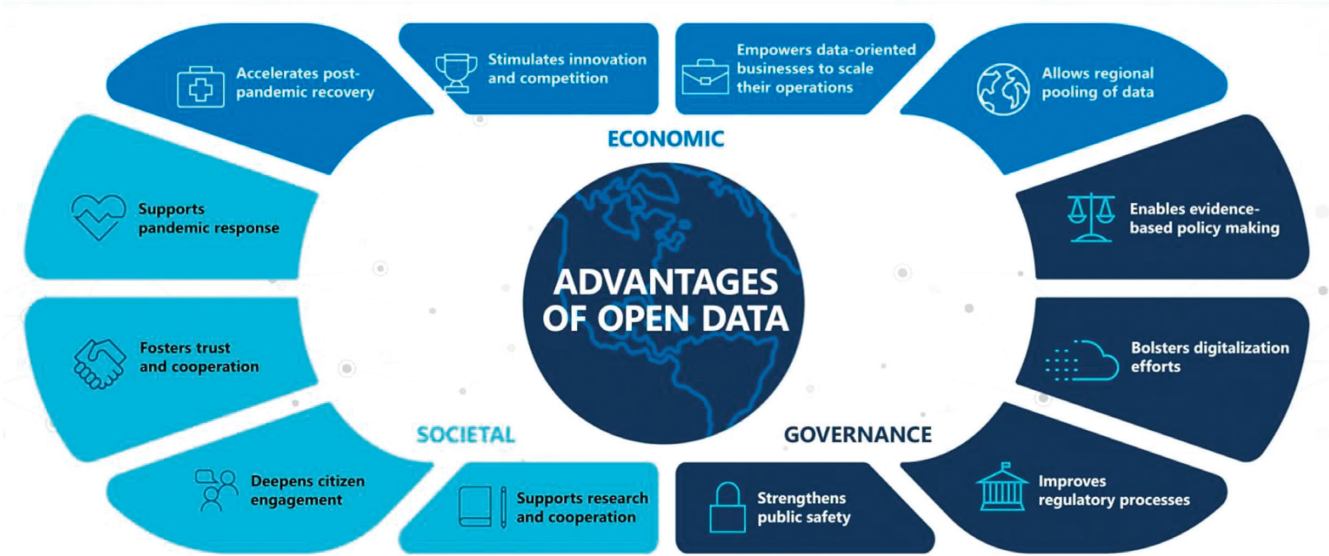 Accelerates post-
pandemic recovery
Stimulates innovation
and competition
Empowers data-oriented
businesses to scale
their operations
Allows regional
pooling of data
ECONOMIC
Supports
pandemic response
Enables evidence-
based policy making
ADVANTAGES
OF OPEN DATA
Fosters trust
and cooperation
Bolsters digitalization
efforts
SOCIETAL
GOVERNANCE
Deepens citizen
engagement
Supports research
and cooperation
Strengthens
public safety
Improves
regulatory processes